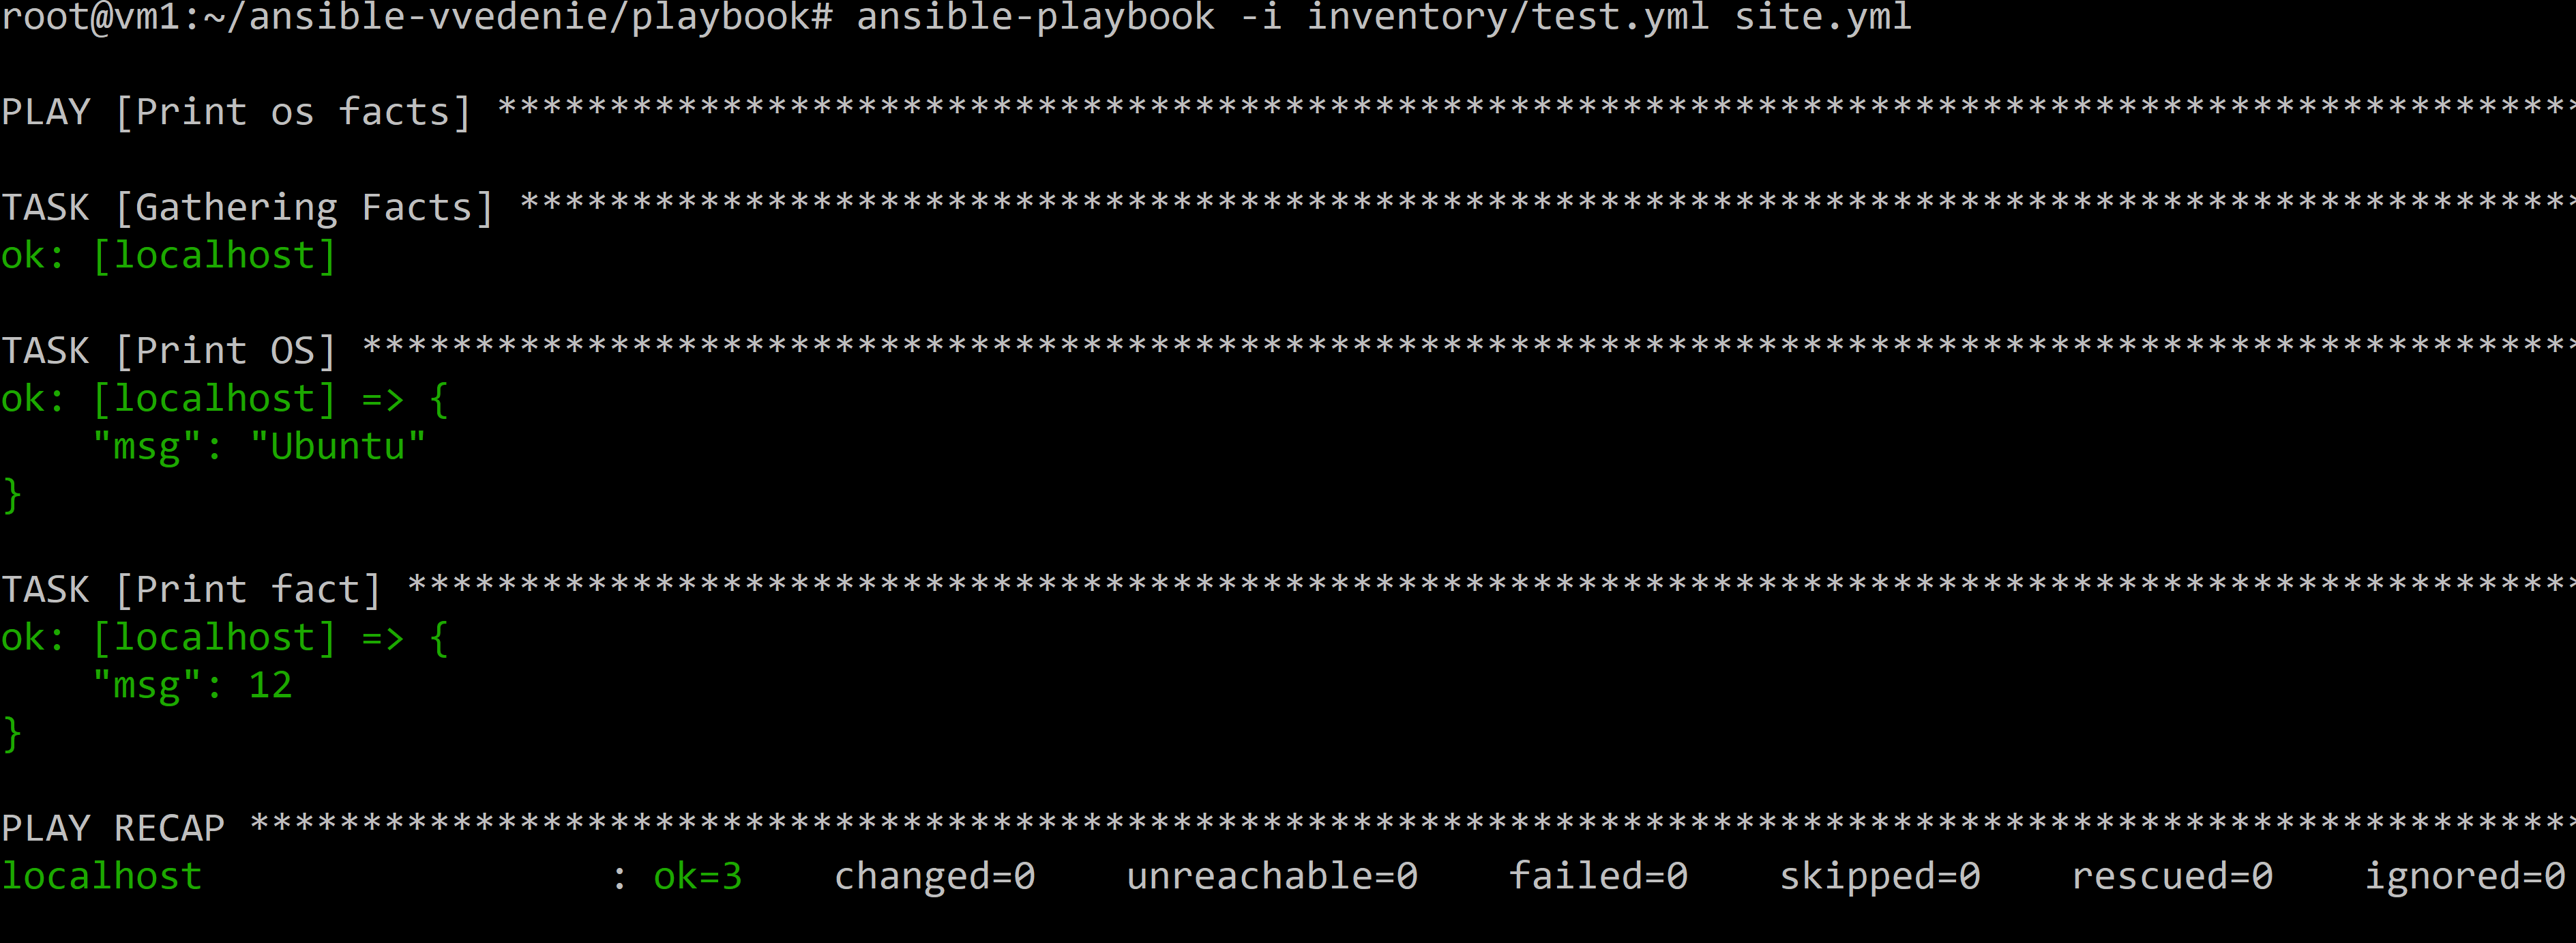 root@vm1:~/ansible-vvedenie/playbook# ansible-playbook -i inventory/test.yml site.yml
PLAY [Print os facts] ********************************************************************************************
TASK [Gathering Facts] *******************************************************************************************
ok: [localhost]
TASK [Print OS] **************************************************************************************************
ok: [localhost] => {
    "msg": "Ubuntu"
}
TASK [Print fact] ************************************************************************************************
ok: [localhost] => {
    "msg": 12
}
PLAY RECAP *******************************************************************************************************
localhost                  : ok=3    changed=0    unreachable=0    failed=0    skipped=0    rescued=0    ignored=0